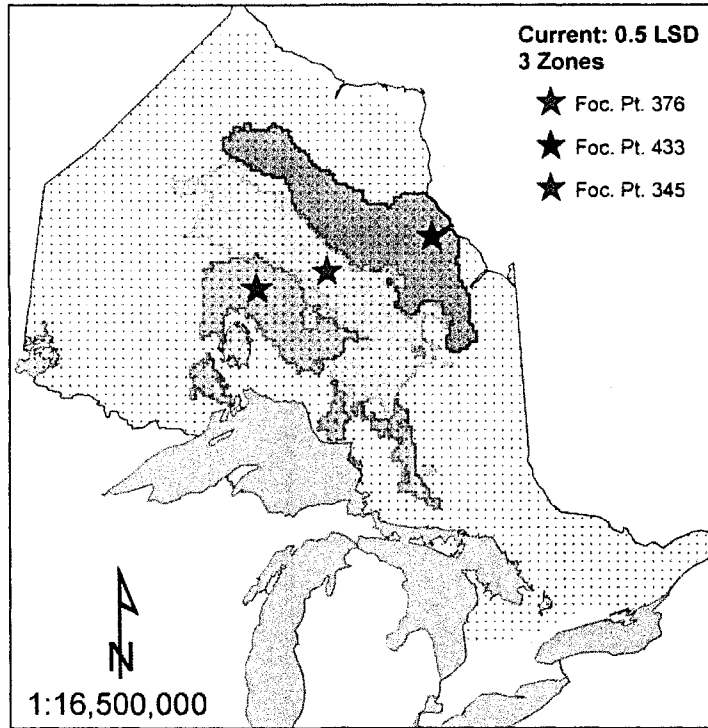 Current: 0.5 LSD
3 Zones
Foc. Pt. 376
Foc. Pt. 433
Foc. Pt. 345
N
1:16,500,000